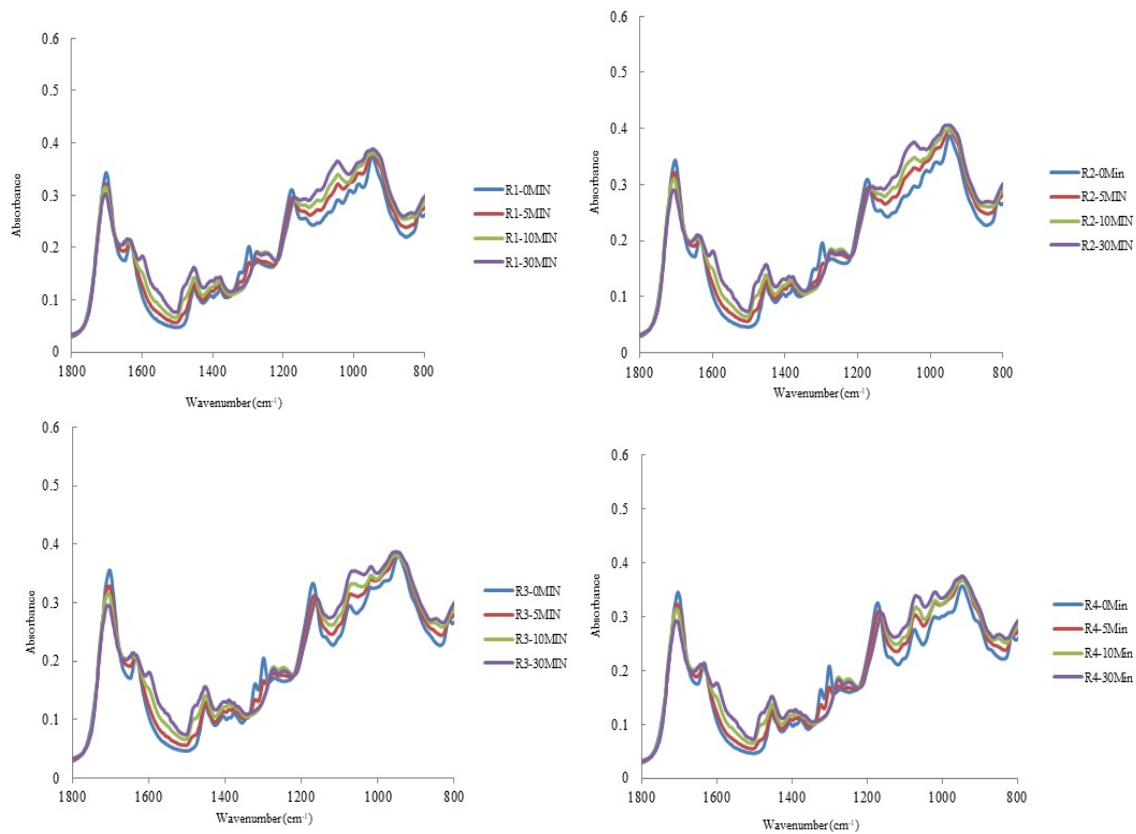 0.6
0.5
0.4
0.3
0.2
0.1
0
Absorbance
1800 1600 1400 1200 1000 800
Wavenumber (cm-1)
R1-0MIN
R1-5MIN
R1-10MIN
R1-30MIN
0.6
0.5
0.4
0.3
0.2
0.1
0
Absorbance
1800 1600 1400 1200 1000 800
Wavenumber (cm-1)
R2-0Min
R2-5MIN
R2-10MIN
R2-30MIN
0.6
0.5
0.4
0.3
0.2
0.1
0
Absorbance
1800 1600 1400 1200 1000 800
Wavenumber (cm-1)
R3-0MIN
R3-5MIN
R3-10MIN
R3-30MIN
0.6
0.5
0.4
0.3
0.2
0.1
0
Absorbance
1800 1600 1400 1200 1000 800
Wavenumber (cm-1)
R4-0Min
R4-5Min
R4-10Min
R4-30Min